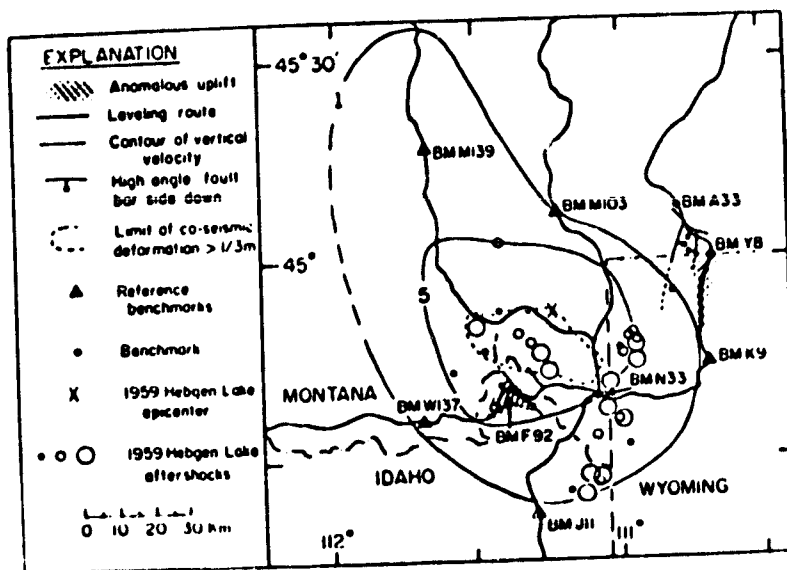 EXPLANATION
Anomalous uplift
Leveling route
Contour of vertical
velocity
High angle fault
bar side down
Limit of co-seismic
deformation > 1/3m
Reference
benchmarks
Benchmark
X 1959 Hebgen Lake
epicenter
1959 Hebgen Lake
aftershocks
0 10 20 30 Km
45° 30'
1
BM M139
BM M103
BM A33
BM Y8
45°
5
X
BM K9
MONTANA
BM N33
BM W137
BM F92
IDAHO
WYOMING
BM J11
112°
111°